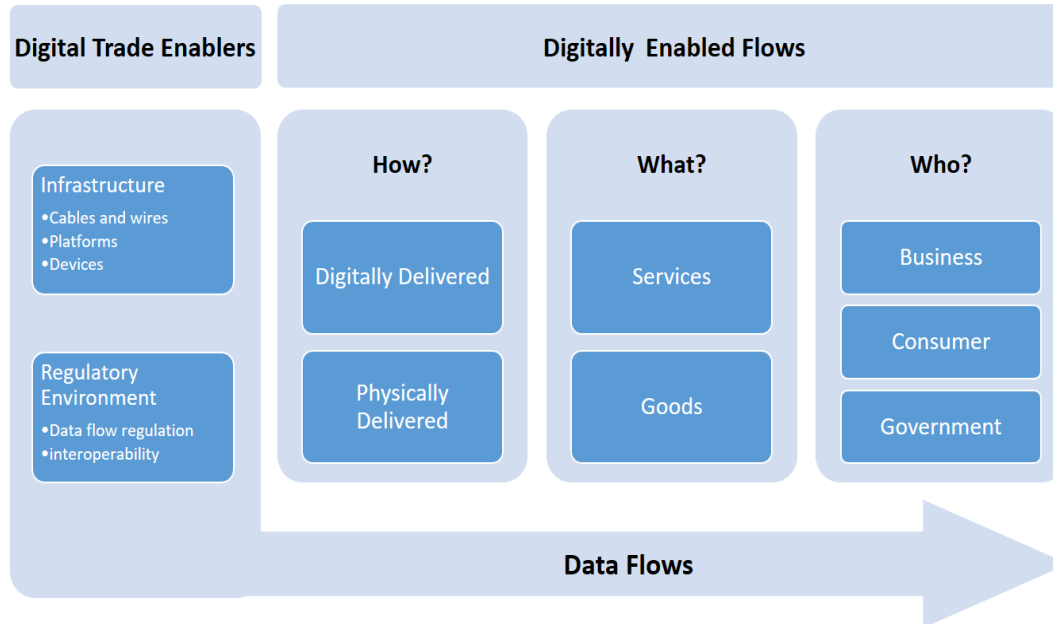 Digital Trade Enablers
Digitally Enabled Flows
Infrastructure
•Cables and wires
•Platforms
•Devices
Regulatory
Environment
•Data flow regulation
•interoperability
How?
Digitally Delivered
Physically
Delivered
What?
Services
Goods
Who?
Business
Consumer
Government
Data Flows